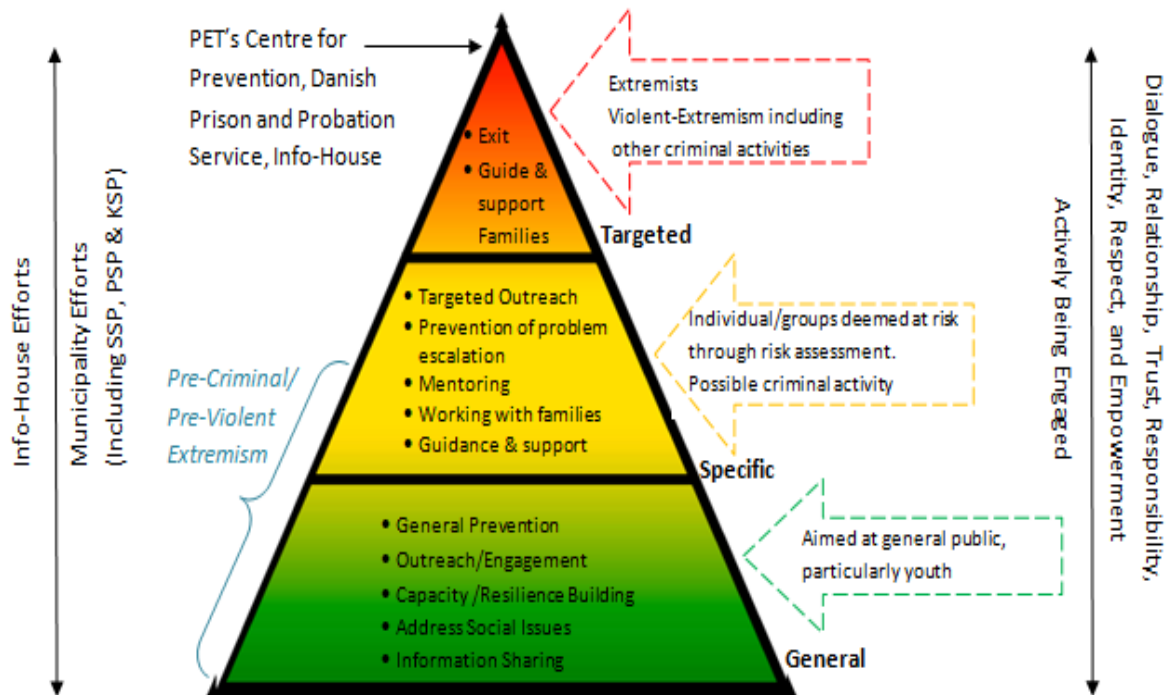 PET's Centre for
Prevention, Danish
Prison and Probation
Service, Info-House
Info-House Efforts
Municipality Efforts
(Including SSP, PSP & KSP)
Pre-Criminal/
Pre-Violent
Extremism
• Exit
• Guide &
support
Families
Targeted
• Targeted Outreach
• Prevention of problem
escalation
• Mentoring
• Working with families
• Guidance & support
Specific
• General Prevention
• Outreach/Engagement
• Capacity /Resilience Building
• Address Social Issues
• Information Sharing
General
Extremists
Violent-Extremism including
other criminal activities
Individual/groups deemed at risk
through risk assessment.
Possible criminal activity
Aimed at general public,
particularly youth
Actively Being Engaged
Dialogue, Relationship, Trust, Responsibility,
Identity, Respect, and Empowerment